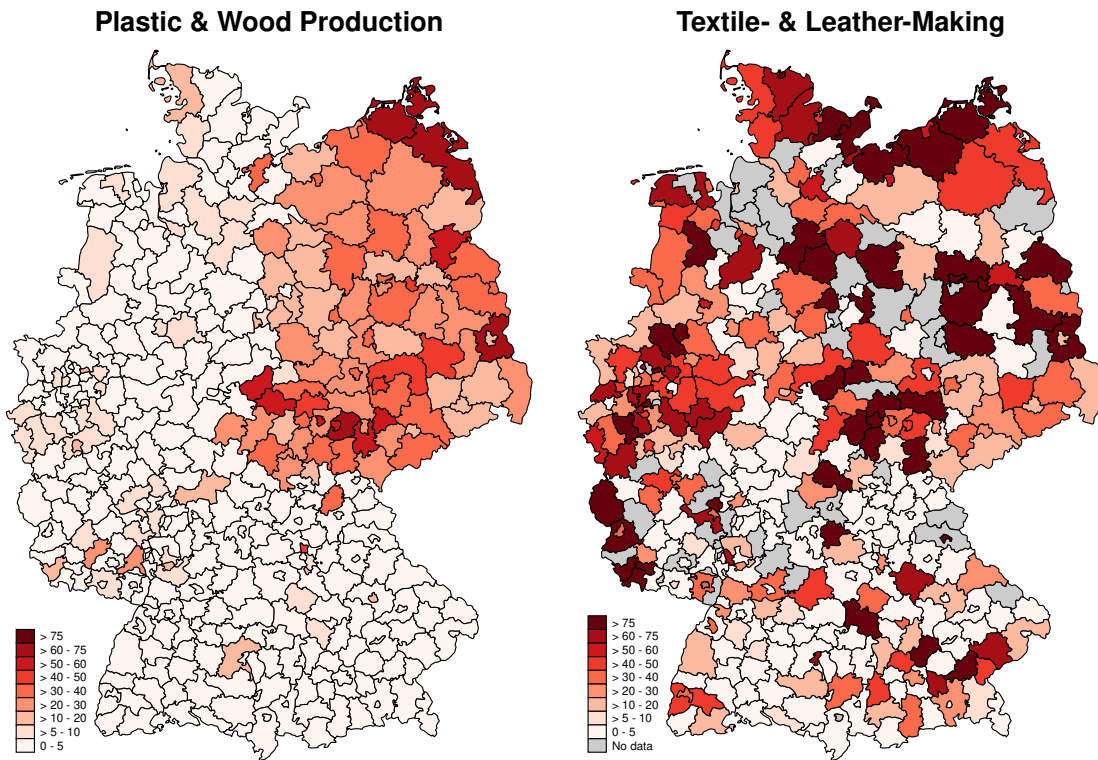 Plastic & Wood Production
> 75
> 60 - 75
> 50 - 60
> 40 - 50
> 30 - 40
> 20 - 30
> 10 - 20
> 5 - 10
0 - 5
Textile- & Leather-Making
> 75
> 60 - 75
> 50 - 60
> 40 - 50
> 30 - 40
> 20 - 30
> 10 - 20
> 5 - 10
0 - 5
No data